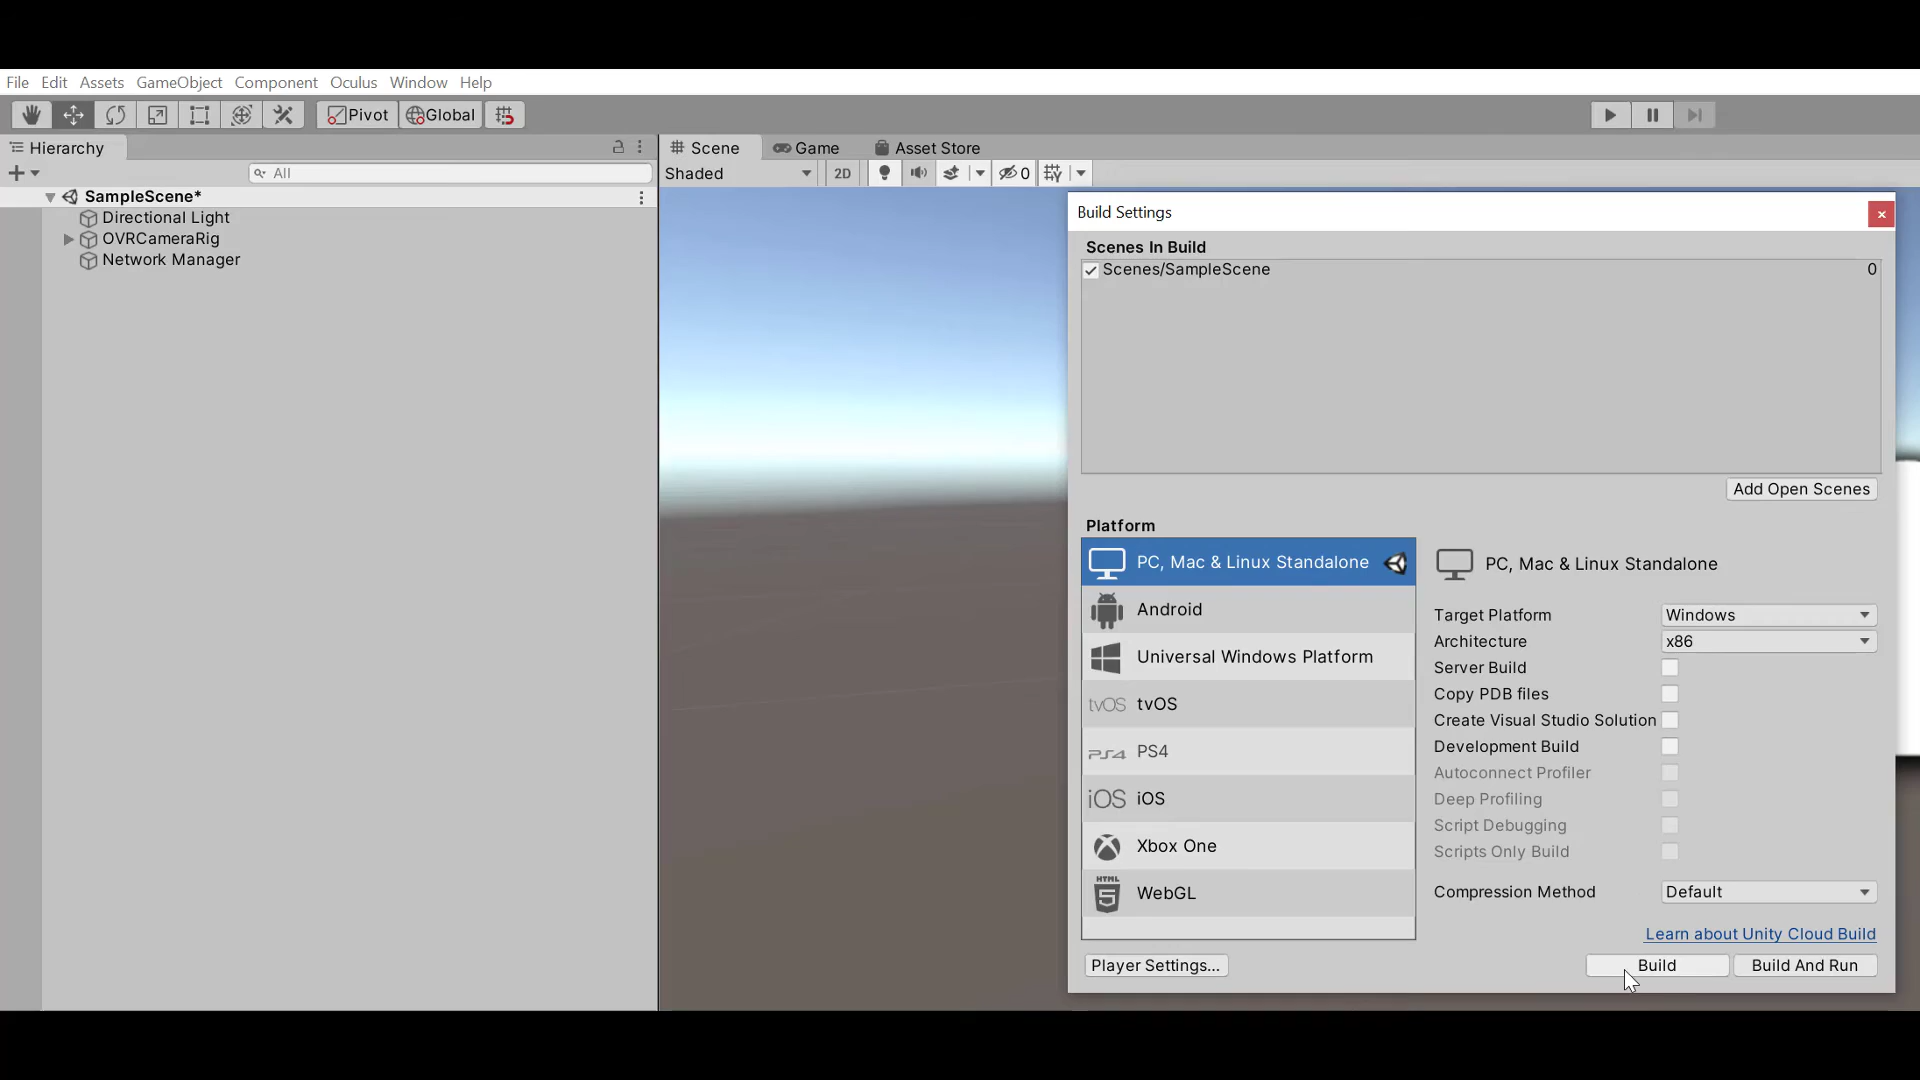 File Edit Assets GameObject Component Oculus Window Help
Pivot Global
Hierarchy
All
SampleScene*
Directional Light
OVRCameraRig
Network Manager
Scene Game Asset Store
Shaded 2D 0
Build Settings
Scenes In Build
Scenes/SampleScene 0
Add Open Scenes
Platform
PC, Mac & Linux Standalone
Android
Universal Windows Platform
tvOS tvOS
PS4 PS4
iOS iOS
Xbox One
HTML 5 WebGL
PC, Mac & Linux Standalone
Target Platform Windows
Architecture x86
Server Build
Copy PDB files
Create Visual Studio Solution
Development Build
Autoconnect Profiler
Deep Profiling
Script Debugging
Scripts Only Build
Compression Method Default
Learn about Unity Cloud Build
Player Settings... Build Build And Run